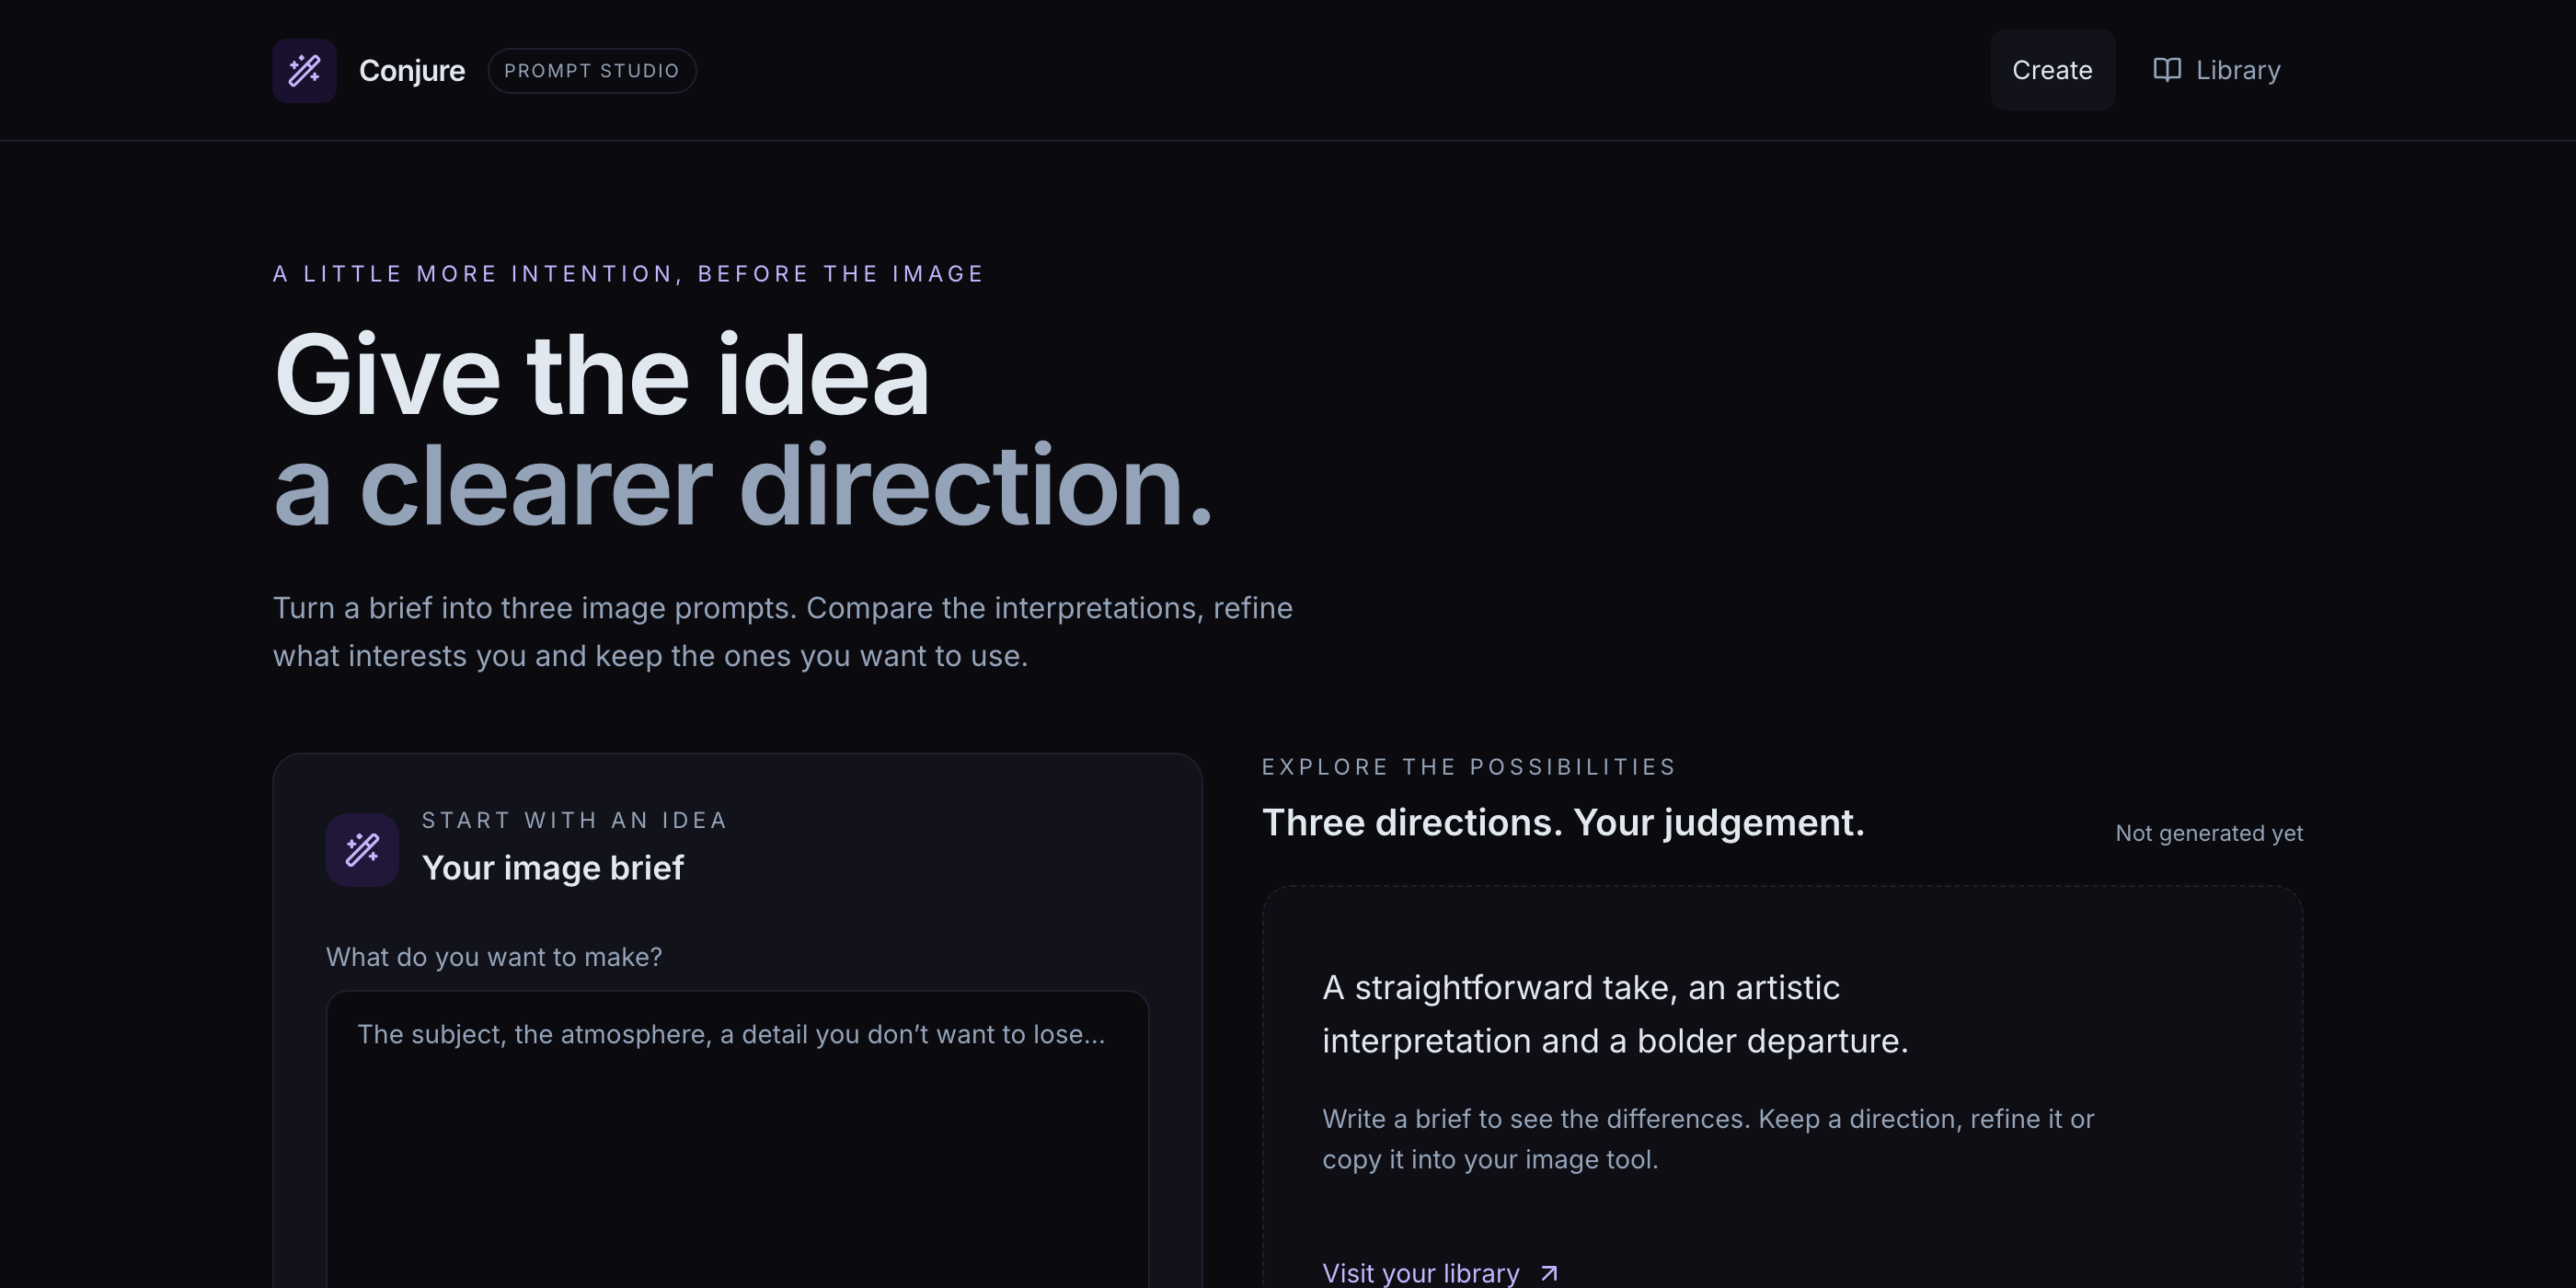 Conjure
PROMPT STUDIO
Create
Library
A LITTLE MORE INTENTION, BEFORE THE IMAGE
Give the idea
a clearer direction.
Turn a brief into three image prompts. Compare the interpretations, refine
what interests you and keep the ones you want to use.
START WITH AN IDEA
Your image brief
What do you want to make?
The subject, the atmosphere, a detail you don’t want to lose...
EXPLORE THE POSSIBILITIES
Three directions. Your judgement.
Not generated yet
A straightforward take, an artistic
interpretation and a bolder departure.
Write a brief to see the differences. Keep a direction, refine it or
copy it into your image tool.
Visit your library